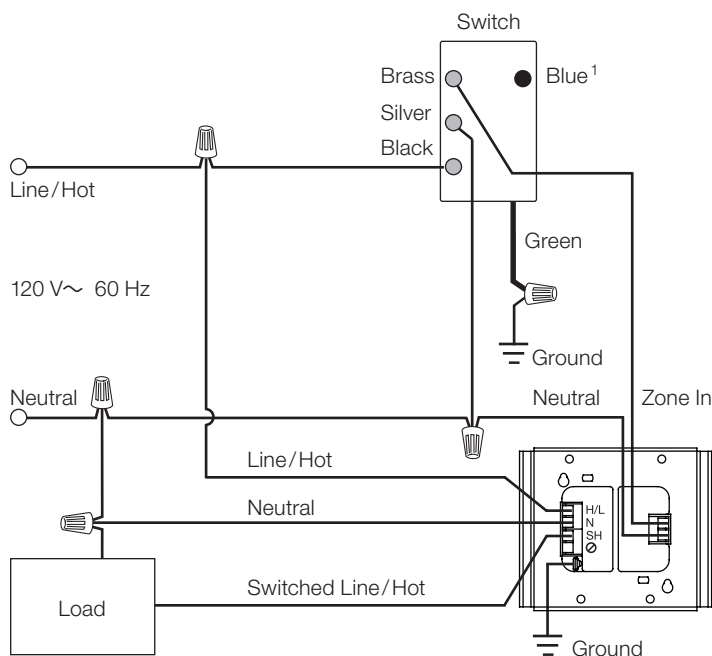 Switch
Brass
Blue¹
Silver
Black
Line/Hot
Green
120 V～ 60 Hz
Ground
Neutral
Neutral
Zone In
Line/Hot
H/L
Neutral
N
SH
Switched Line/Hot
Load
Ground